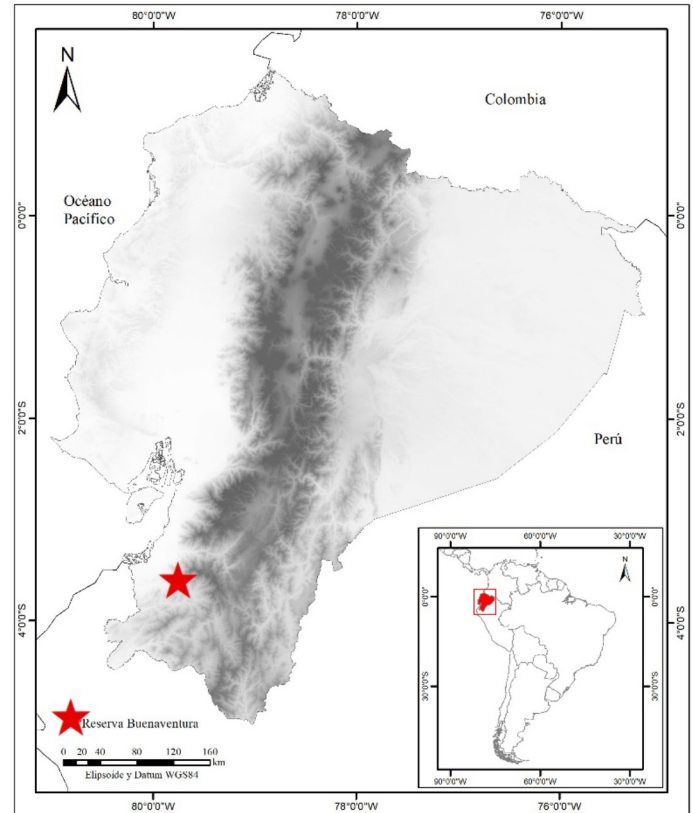 80°0'0"W 78°0'0"W 76°0'0"W
N
Colombia
Océano
Pacífico
0°0'0" 0°0'0"
2°0'0"S 2°0'0"S
Perú
90°0'0"W 60°0'0"W 30°0'0"W
N
0°0'0" 0°0'0"
4°0'0"S 4°0'0"S
30°0'0"S 30°0'0"S
Reserva Buenaventura
0 20 40 80 120 160
km
Elipsoide y Datum WGS84
90°0'0"W 60°0'0"W 30°0'0"W
80°0'0"W 78°0'0"W 76°0'0"W